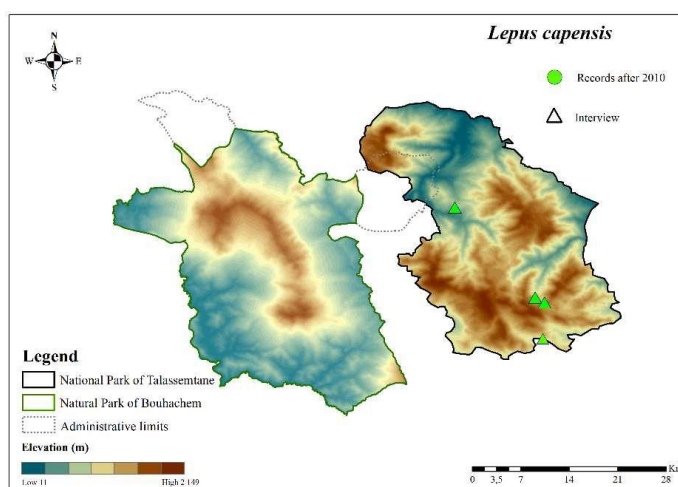 Lepus capensis
N
W E
S
Records after 2010
Interview
Legend
National Park of Talassemtane
Natural Park of Bouhachem
Administrative limits
Elevation (m)
Low 11 High 2 149
0 3,5 7 14 21 28